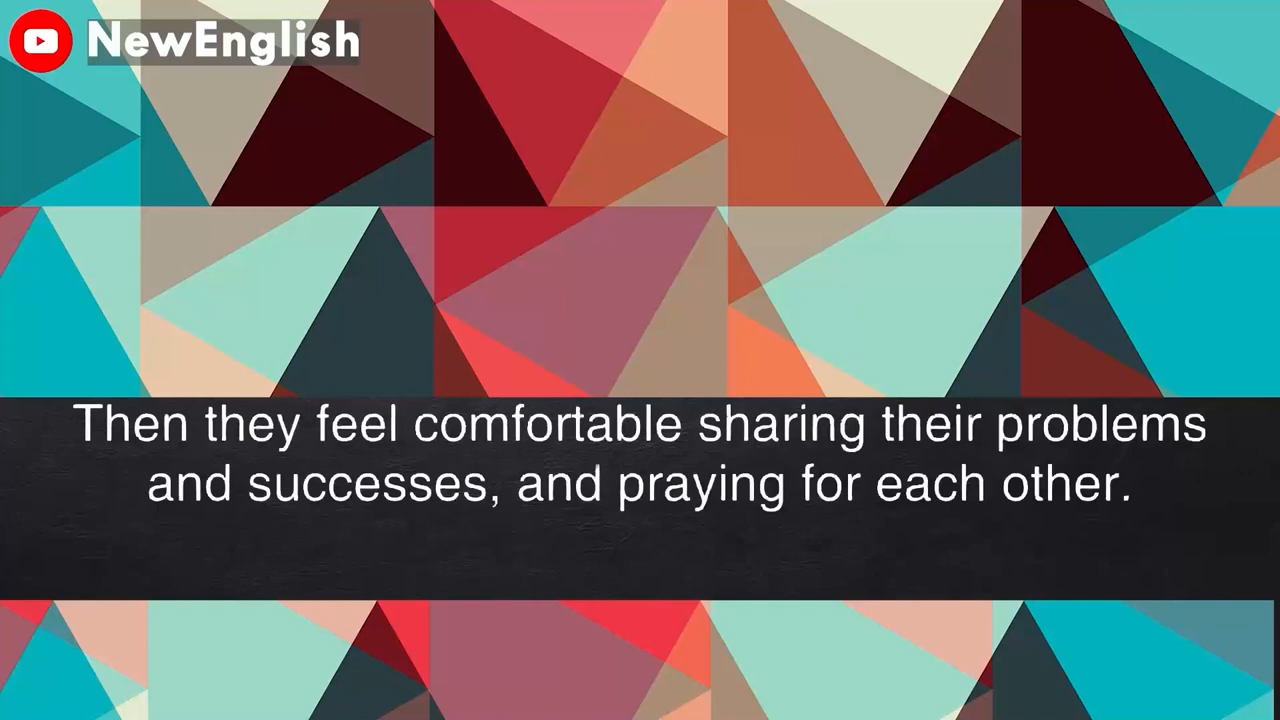 NewEnglish
Then they feel comfortable sharing their problems
and successes, and praying for each other.